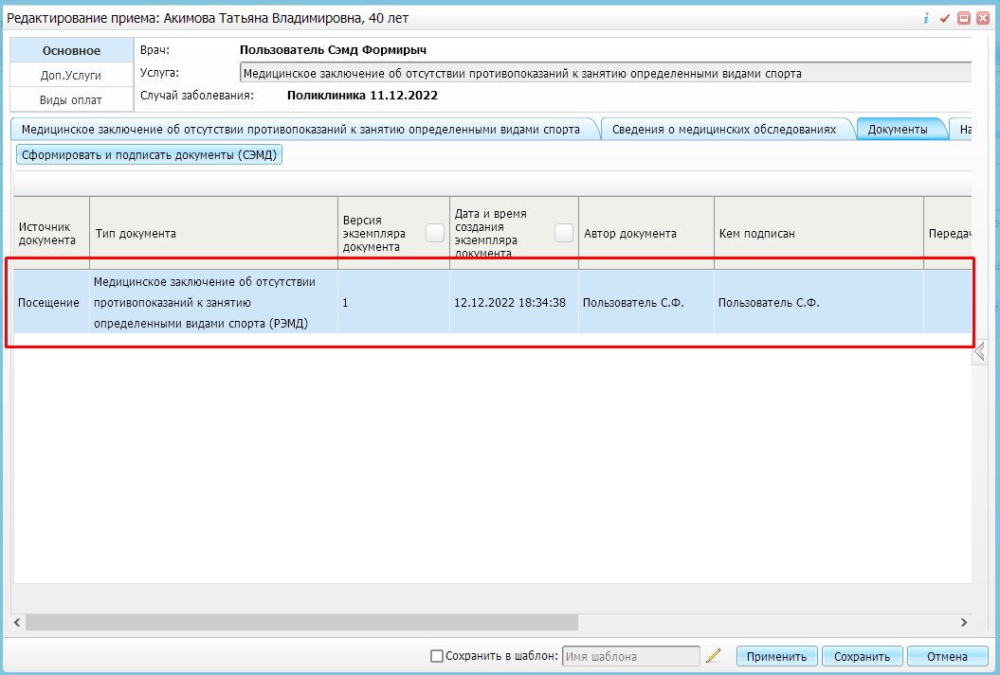 Редактирование приема: Акимова Татьяна Владимировна, 40 лет
Основное
Доп.Услуги
Виды оплат
Врач:
Пользователь Сэмд Формирыч
Услуга:
Медицинское заключение об отсутствии противопоказаний к занятию определенными видами спорта
Случай заболевания:
Поликлиника 11.12.2022
Медицинское заключение об отсутствии противопоказаний к занятию определенными видами спорта
Сведения о медицинских обследованиях
Документы
На
Сформировать и подписать документы (СЭМД)
Источник
документа
Тип документа
Версия
экземпляра
документа
Дата и время
создания
экземпляра
документа
Автор документа
Кем подписан
Передач
Посещение
Медицинское заключение об отсутствии
противопоказаний к занятию
определенными видами спорта (РЭМД)
1
12.12.2022 18:34:38
Пользователь С.Ф.
Пользователь С.Ф.
Сохранить в шаблон:
Имя шаблона
Применить
Сохранить
Отмена